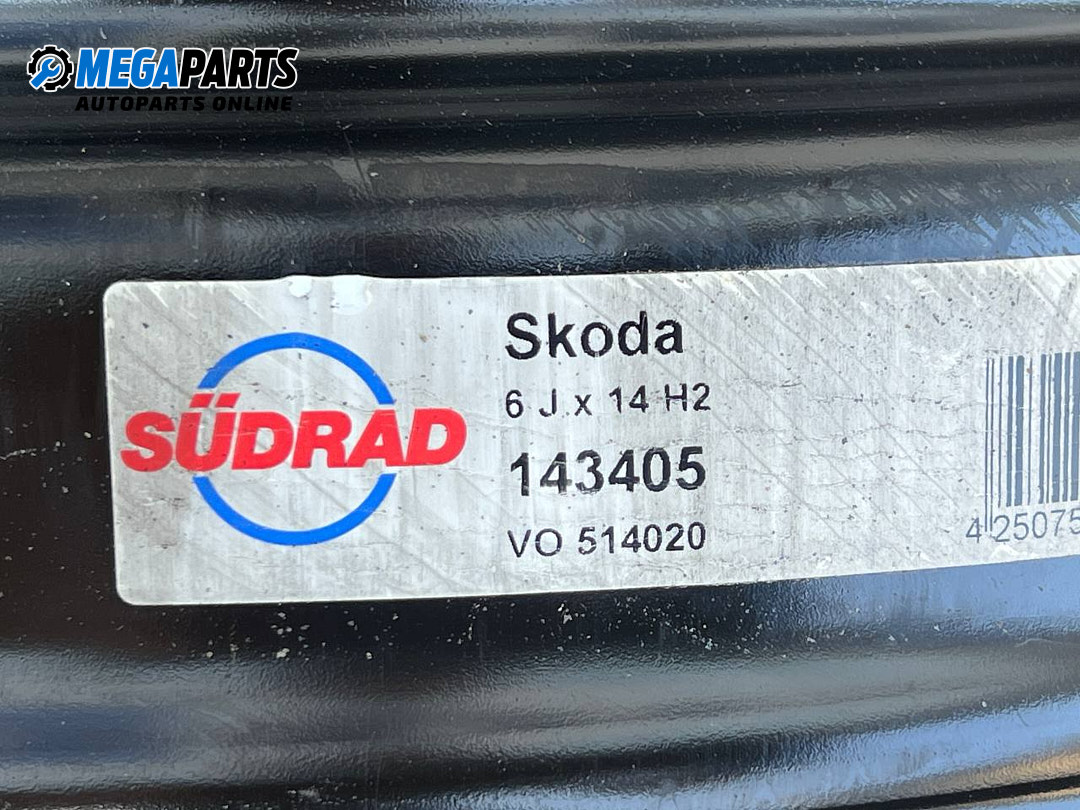 MEGAPARTS
AUTOPARTS ONLINE
SÜDRAD
Skoda
6 J x 14 H2
143405
VO 514020
4 25075